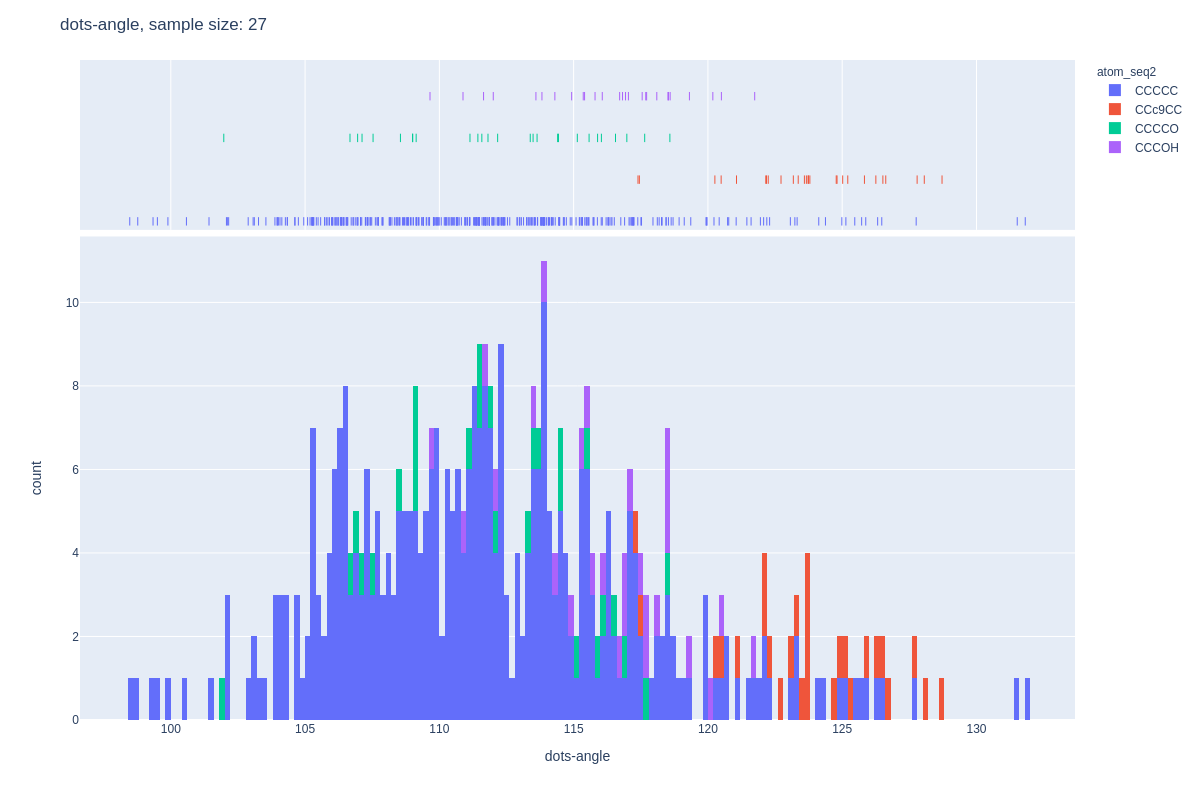 dots-angle, sample size: 27
atom_seq2
CCCCC
CCc9CC
CCCCO
CCCOH
10
8
6
4
2
0
count
100 105 110 115 120 125 130
dots-angle